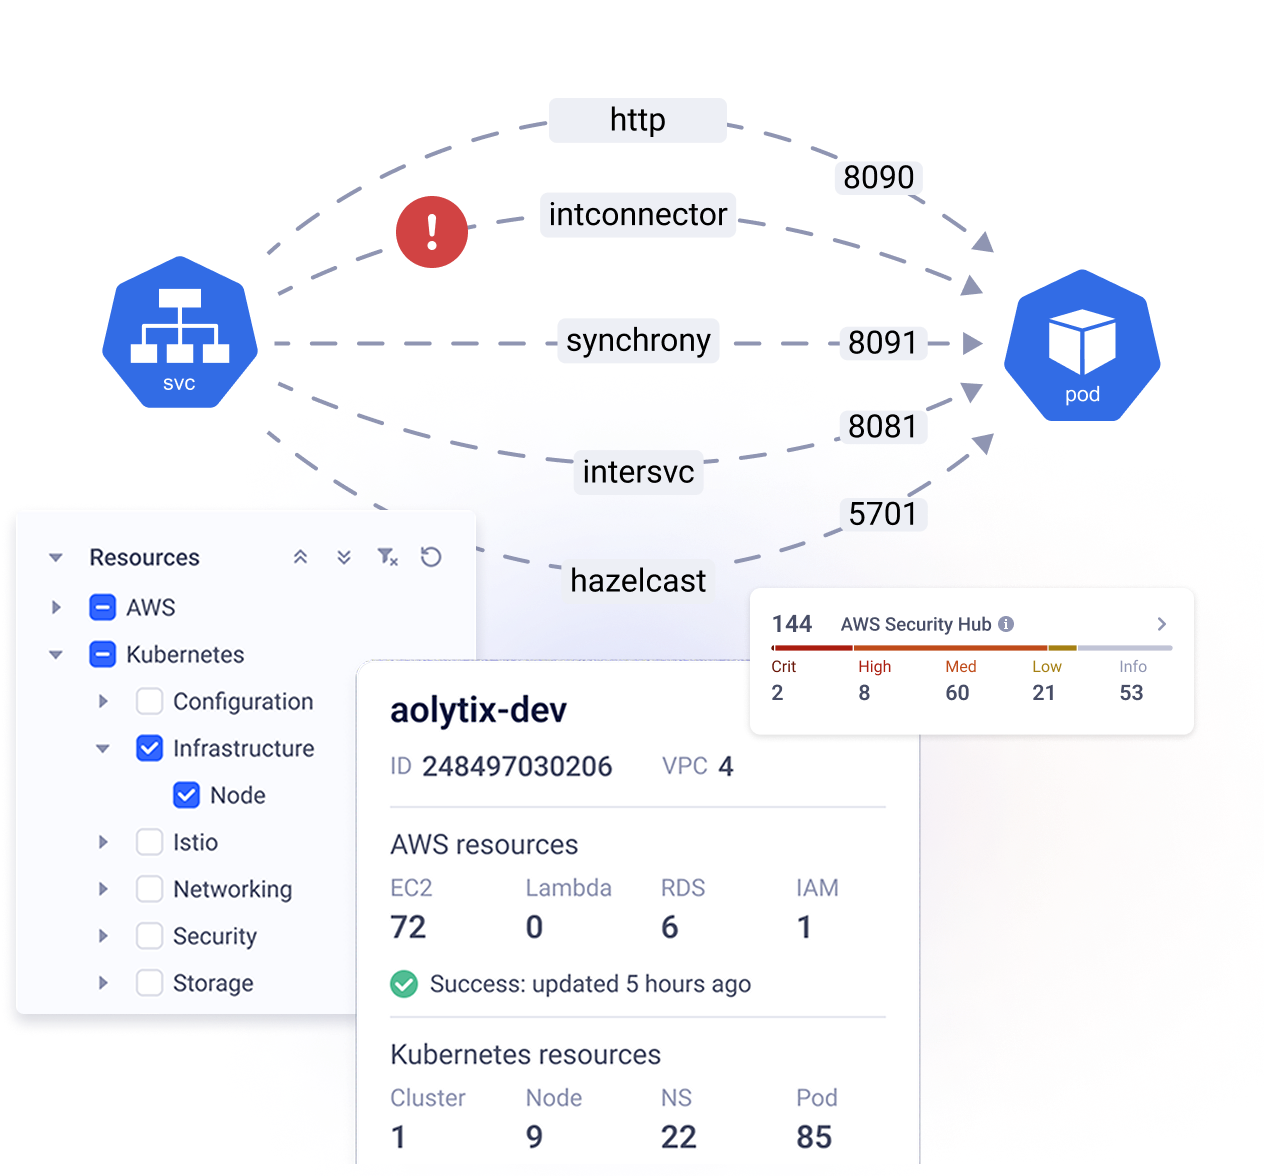 http
8090
!
intconnector
svc
synchrony
8091
pod
8081
intersvc
5701
hazelcast
Resources
AWS
Kubernetes
Configuration
Infrastructure
Node
Istio
Networking
Security
Storage
144 AWS Security Hub
Crit High Med Low Info
2 8 60 21 53
aolytix-dev
ID 248497030206 VPC 4
AWS resources
EC2 Lambda RDS IAM
72 0 6 1
Success: updated 5 hours ago
Kubernetes resources
Cluster Node NS Pod
1 9 22 85